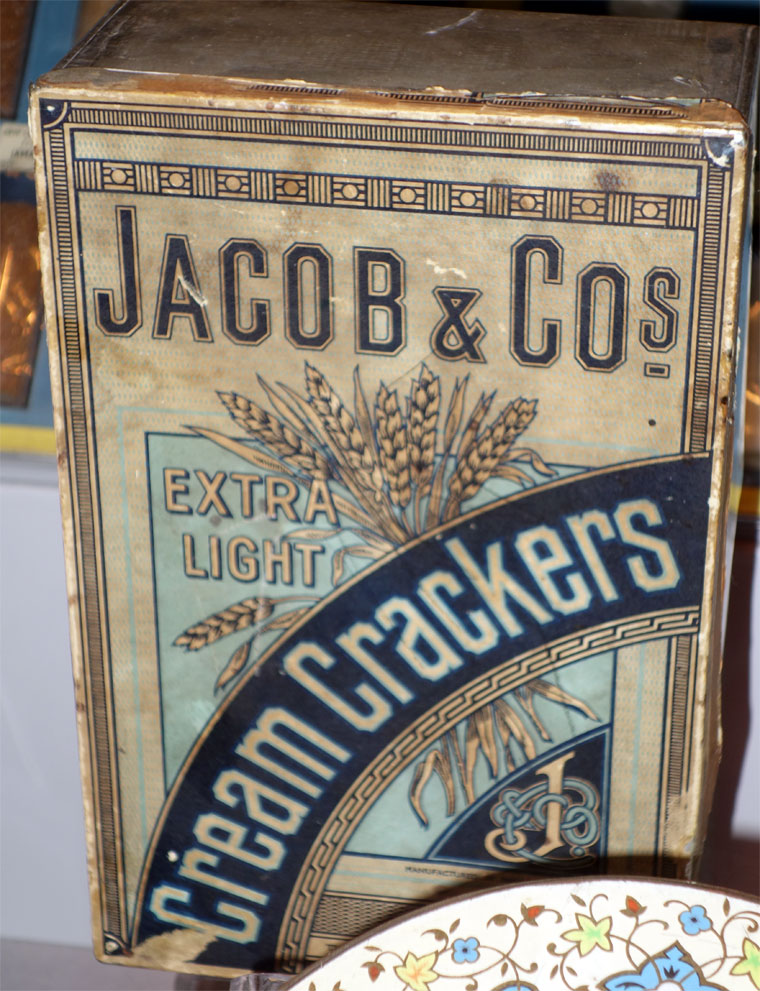 JACOB & COS
EXTRA
LIGHT
Cream Crackers